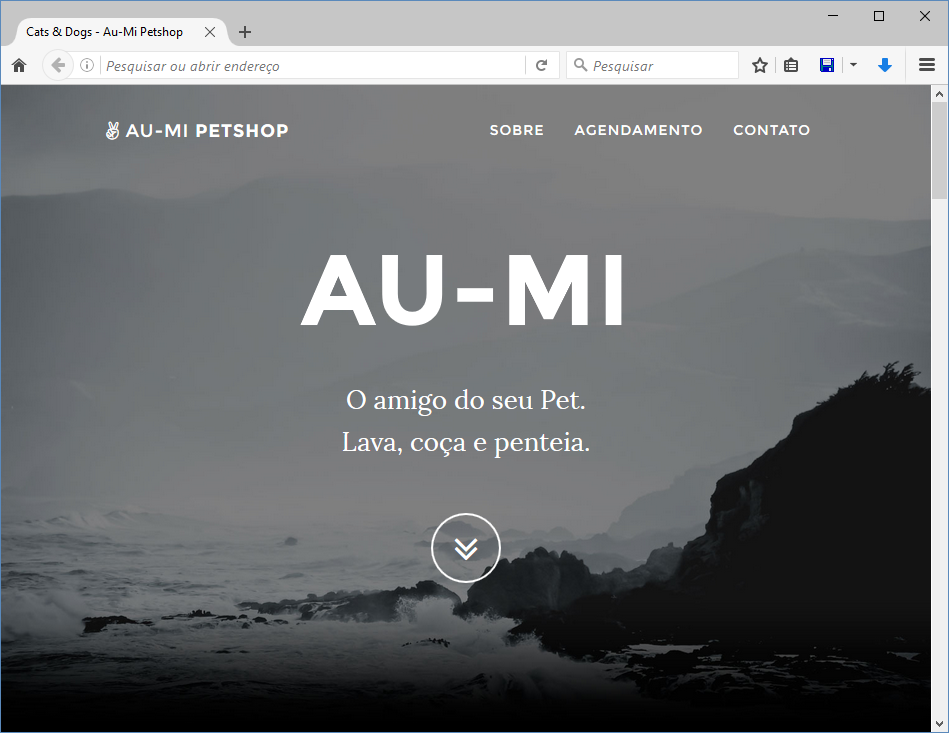 Cats & Dogs - Au-Mi Petshop
Pesquisar ou abrir endereço
Pesquisar
AU-MI PETSHOP
SOBRE
AGENDAMENTO
CONTATO
AU-MI
O amigo do seu Pet.
Lava, coça e penteia.